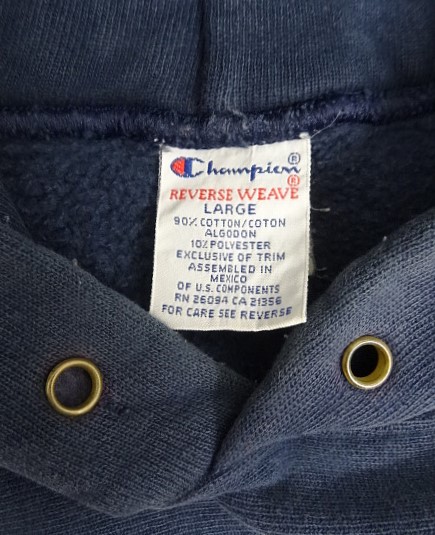 Champion®
REVERSE WEAVE®
LARGE
90% COTTON/COTON
ALGODON
10% POLYESTER
EXCLUSIVE OF TRIM
ASSEMBLED IN
MEXICO
OF U.S. COMPONENTS
RN 26094 CA 21356
FOR CARE SEE REVERSE